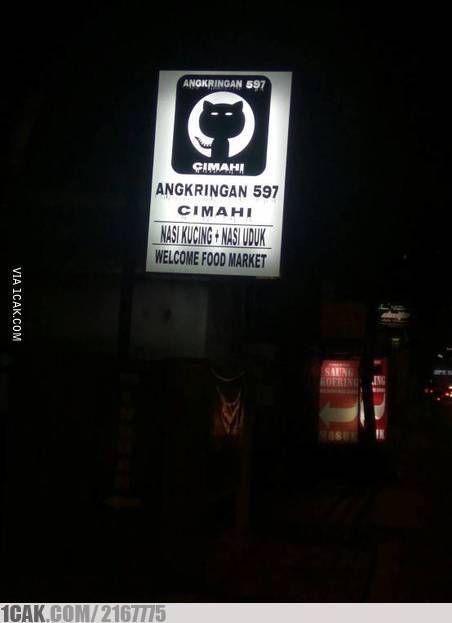 ANGKRINGAN 597
CIMAHI
ANGKRINGAN 597
CIMAHI
NASI KUCING + NASI UDUK
WELCOME FOOD MARKET
VIA 1CAK.COM
SAUNG
1CAK.COM/2167775